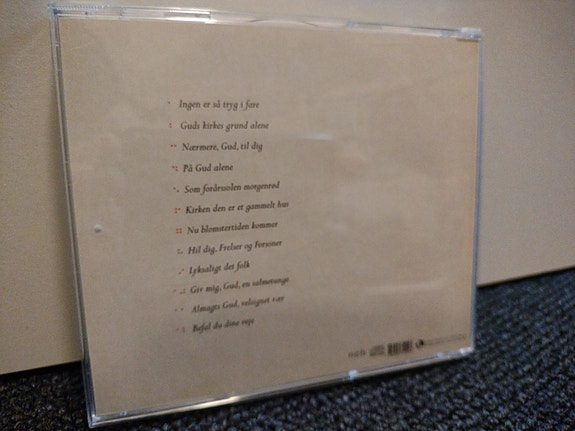 Ingen er så tryg i fare
Guds kirkes grund alene
Nærmere, Gud, til dig
På Gud alene
Som forårssolen morgenrød
Kirken den er et gammelt hus
Nu blomstertiden kommer
Hil dig, Frelser og Forsoner
Lyksaligt det folk
Giv mig, Gud, en salmetunge
Almagts Gud, velsignet vær
Befal du dine veje